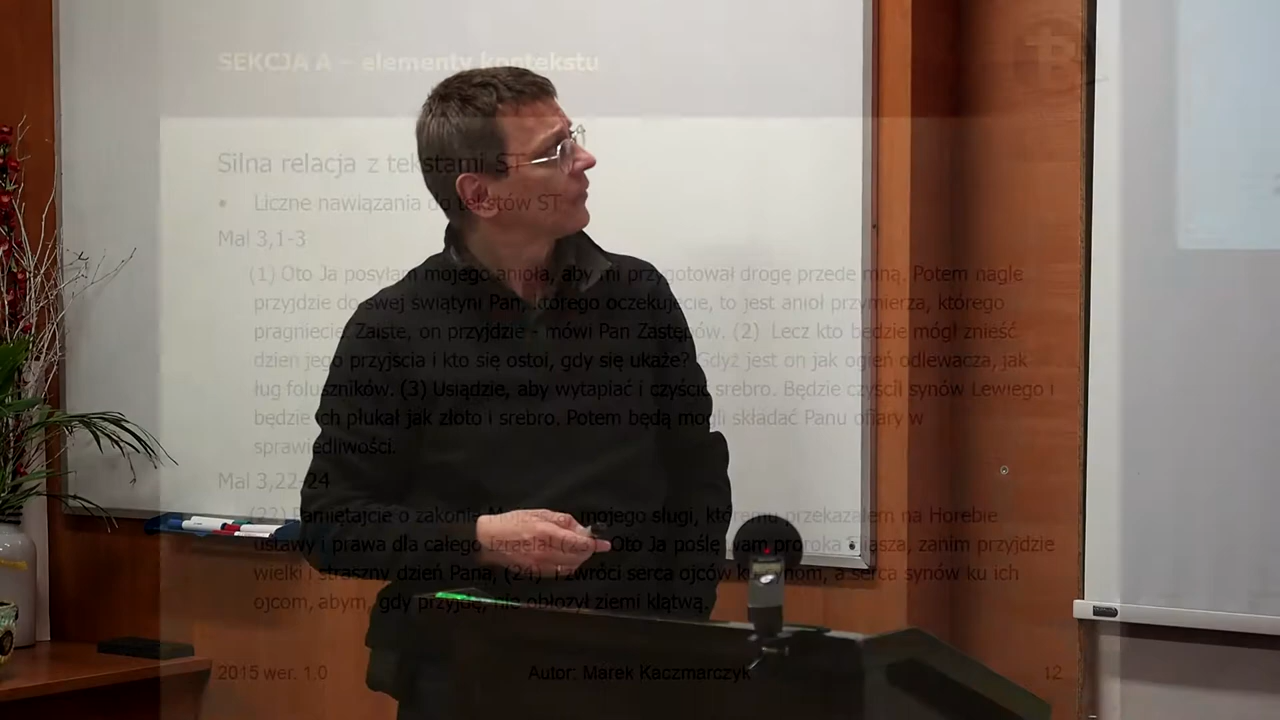 SEKCJA A – elementy kontekstu
Silna relacja z tekstami ST
• Liczne nawiązania do tekstów ST
Mal 3,1-3
(1) Oto Ja posyłam mojego anioła, aby mi przygotował drogę przede mną. Potem nagle
przyjdzie do swej świątyni Pan, którego oczekujecie, to jest anioł przymierza, którego
pragniecie. Zaiste, on przyjdzie - mówi Pan Zastępów. (2) Lecz kto będzie mógł znieść
dzień jego przyjścia i kto się ostoi, gdy się ukaże? Gdyż jest on jak ogień odlewacza, jak
ług foluszników. (3) Usiądzie, aby wytapiać i czyścić srebro. Będzie czyścił synów Lewiego i
będzie ich płukał jak złoto i srebro. Potem będą mogli składać Panu ofiary w
sprawiedliwości.
Mal 3,22-24
(22) Pamiętajcie o zakonie Mojżesza, mojego sługi, któremu przekazałem na Horebie
ustawy i prawa dla całego Izraela! (23) Oto Ja poślę wam proroka Eliasza, zanim przyjdzie
wielki i straszny dzień Pana, (24) I zwróci serca ojców ku synom, a serca synów ku ich
ojcom, abym, gdy przyjdę, nie obłożył ziemi klątwą.
2015 wer. 1.0
Autor: Marek Kaczmarczyk
12